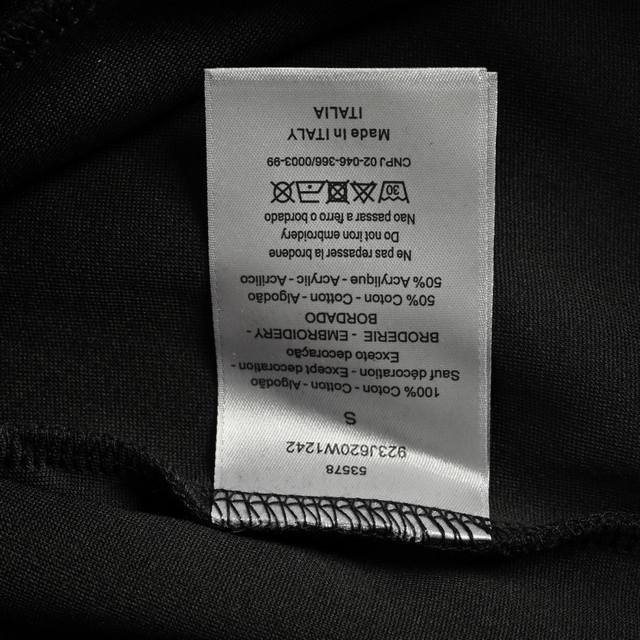 53578
923J620W1242
S
100% Coton - Cotton - Algodão
Sauf décoration - Except decoration -
Exceto decoração
BRODERIE - EMBROIDERY -
BORDADO
50% Coton - Cotton - Algodão
50% Acrylique - Acrylic - Acrilico
Ne pas repasser la broderie
Do not iron embroidery
Nao passar a ferro o bordado
30
CNPJ 02-046-366/0003-99
Made in ITALY
ITALIA